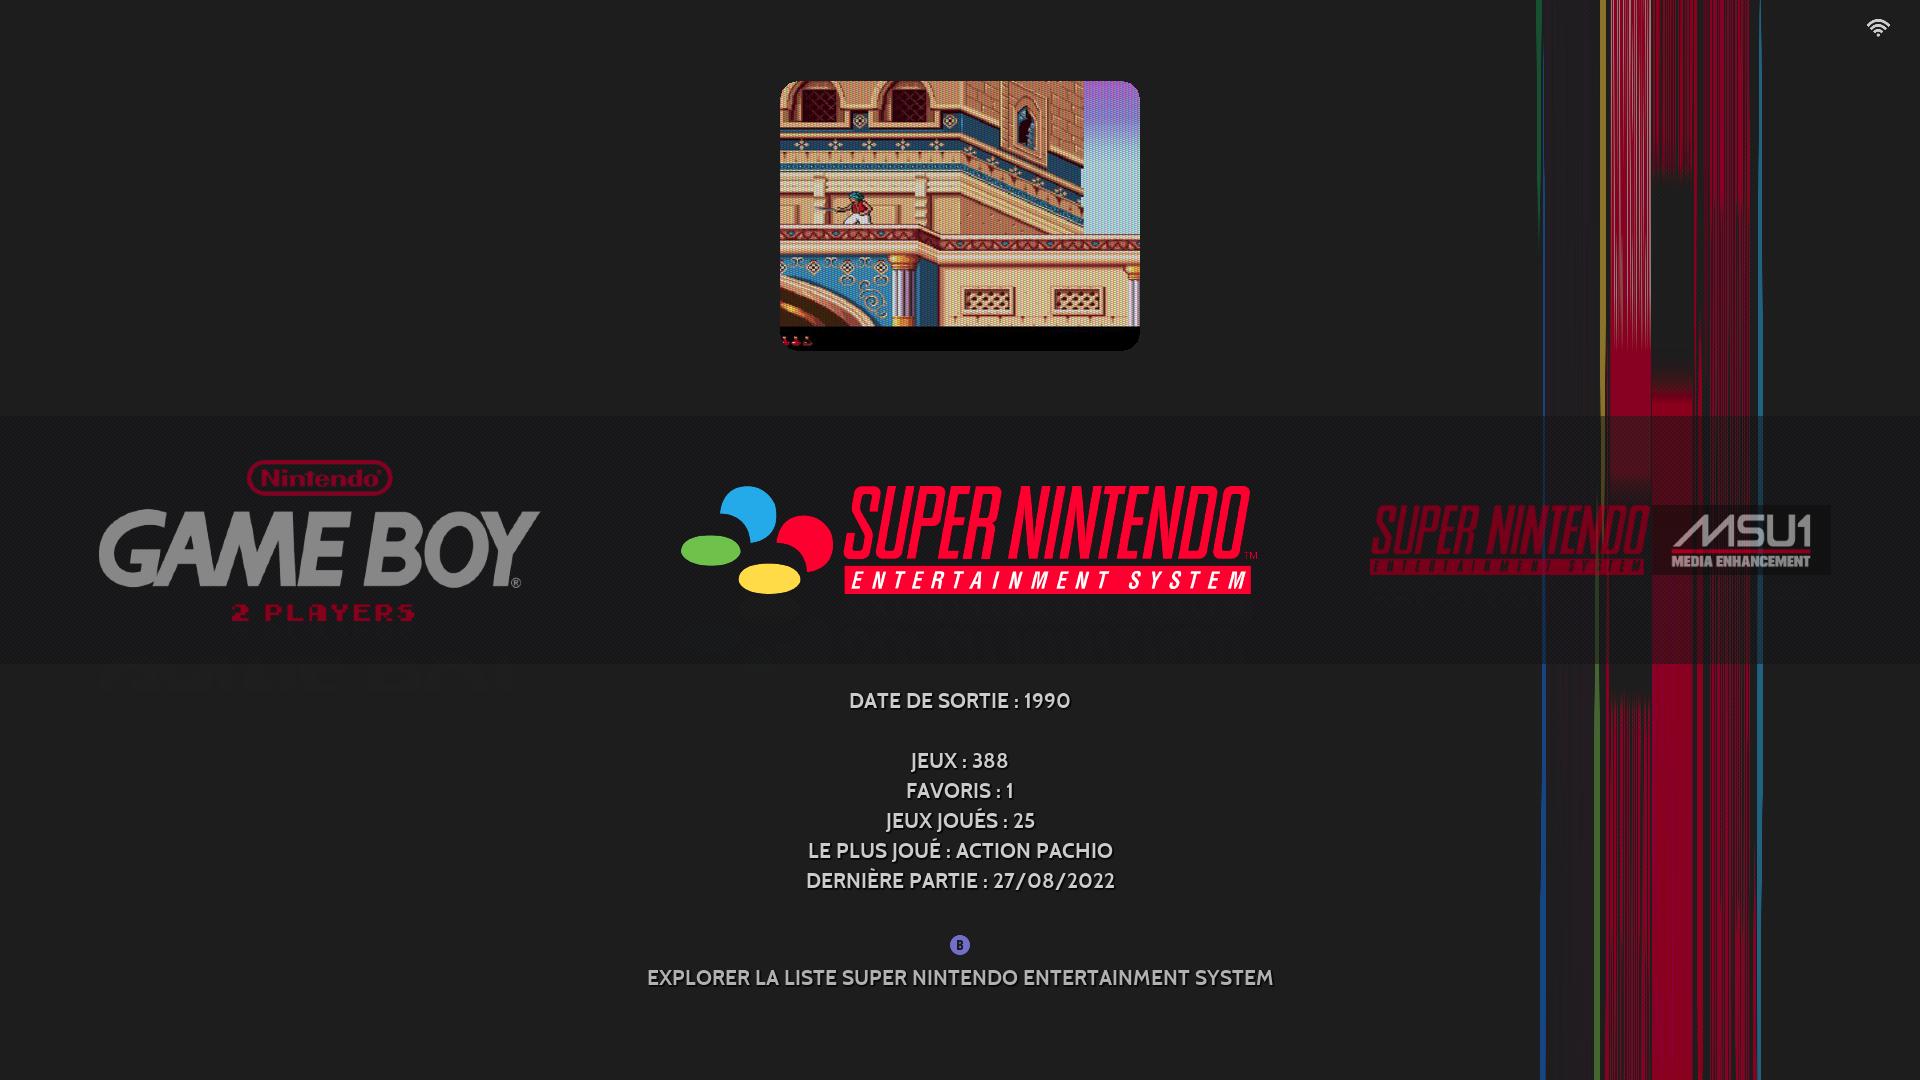 Nintendo®
GAME BOY®
2 PLAYERS
SUPER NINTENDO™
ENTERTAINMENT SYSTEM
SUPER NINTENDO
ENTERTAINMENT SYSTEM
MSU1
MEDIA ENHANCEMENT
DATE DE SORTIE : 1990
JEUX : 388
FAVORIS : 1
JEUX JOUÉS : 25
LE PLUS JOUÉ : ACTION PACHIO
DERNIÈRE PARTIE : 27/08/2022
B
EXPLORER LA LISTE SUPER NINTENDO ENTERTAINMENT SYSTEM